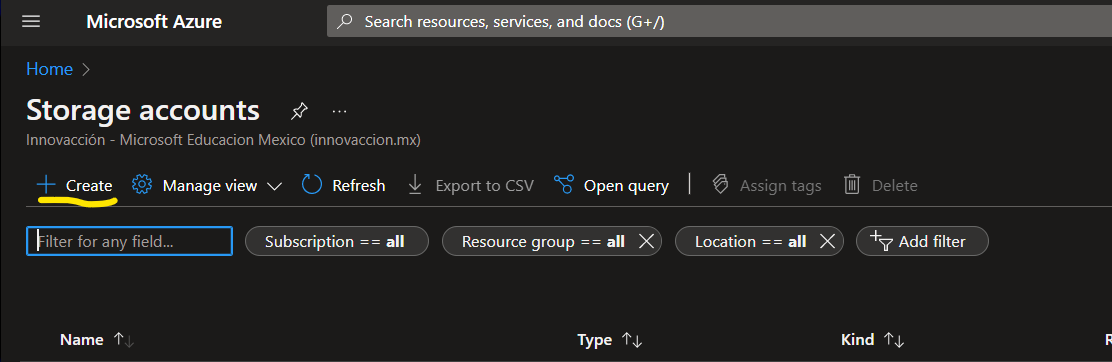 Microsoft Azure
Search resources, services, and docs (G+/)
Home
Storage accounts
Innovacción - Microsoft Educacion Mexico (innovaccion.mx)
Create Manage view Refresh Export to CSV Open query Assign tags Delete
Filter for any field... Subscription == all Resource group == all Location == all Add filter
Name Type Kind R